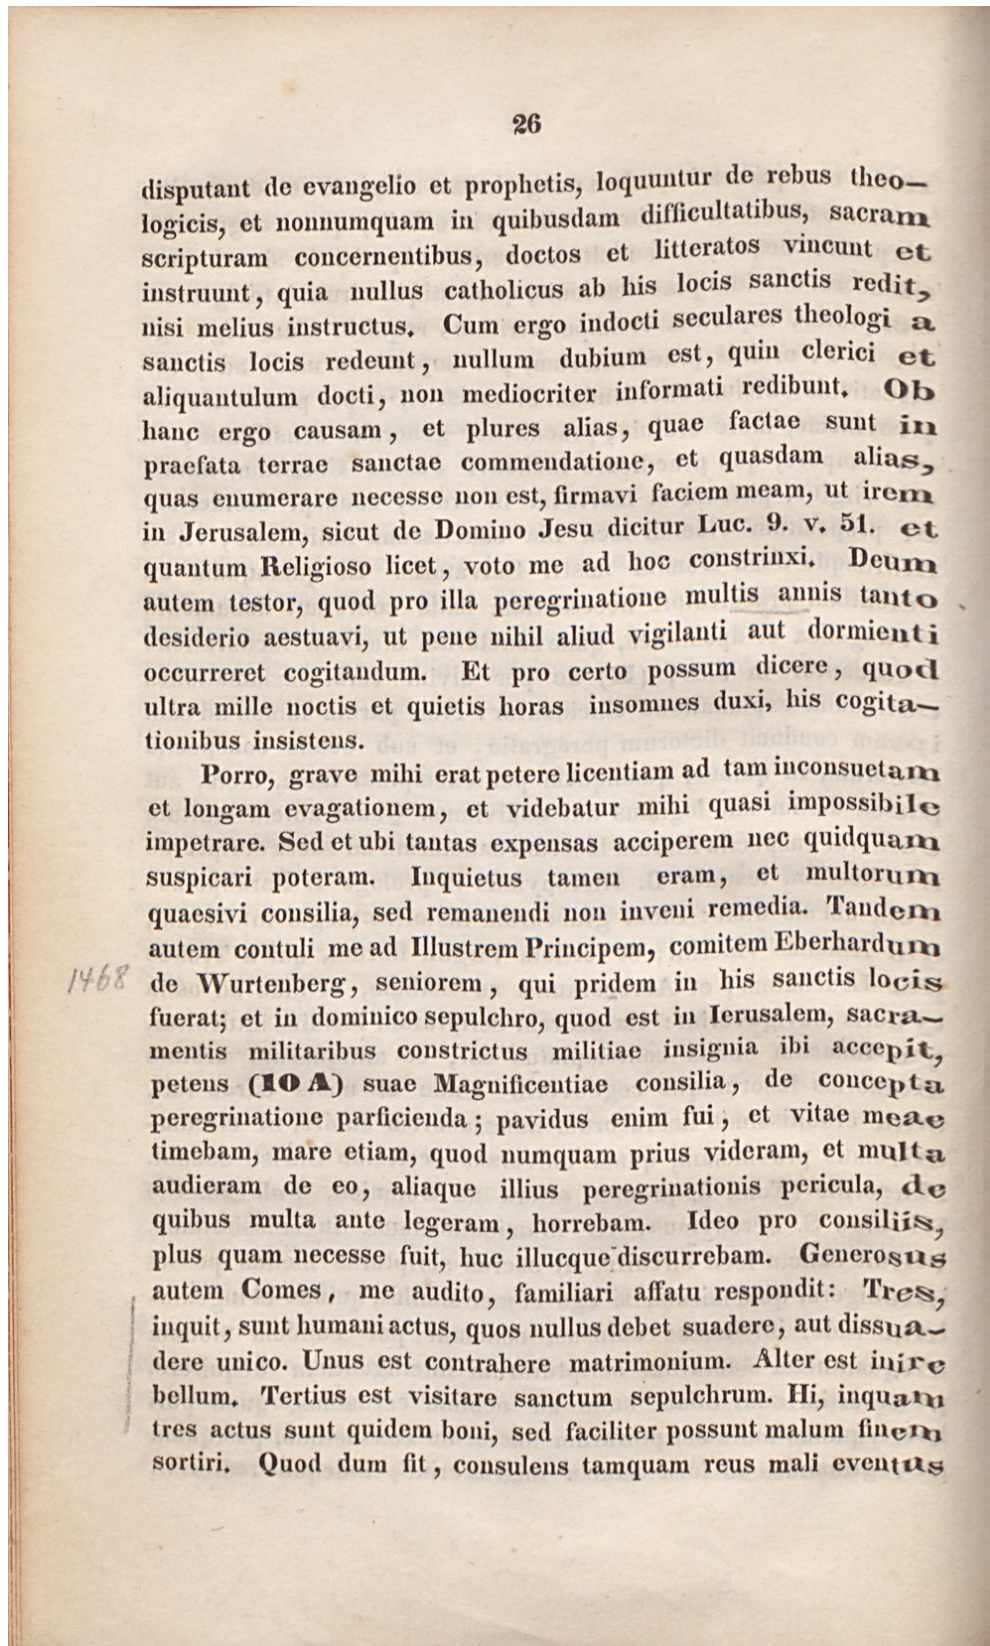 26
disputant de evangelio et prophetis, loquuntur de rebus theo-
logicis, et nonnumquam in quibusdam difficultatibus, sacram
scripturam concernentibus, doctos et litteratos vincunt et
instruunt, quia nullus catholicus ab his locis sanctis redit,
nisi melius instructus. Cum ergo indocti seculares theologi a
sanctis locis redeunt, nullum dubium est, quin clerici et
aliquantulum docti, non mediocriter informati redibunt. Ob
hanc ergo causam, et plures alias, quae factae sunt in
praefata terrae sanctae commendatione, et quasdam alias,
quas enumerare necesse non est, firmavi faciem meam, ut irem
in Jerusalem, sicut de Domino Jesu dicitur Luc. 9. v. 51. et
quantum Religioso licet, voto me ad hoc constrinxi. Deum
autem testor, quod pro illa peregrinatione multis annis tanto
desiderio aestuavi, ut pene nihil aliud vigilanti aut dormienti
occurreret cogitandum. Et pro certo possum dicere, quod
ultra mille noctis et quietis horas insomnes duxi, his cogita-
tionibus insistens.
Porro, grave mihi erat petere licentiam ad tam inconsuetam
et longam evagationem, et videbatur mihi quasi impossibile
impetrare. Sed et ubi tantas expensas acciperem nec quidquam
suspicari poteram. Inquietus tamen eram, et multorum
quaesivi consilia, sed remanendi non inveni remedia. Tandem
autem contuli me ad Illustrem Principem, comitem Eberhardum
1468 de Wurtenberg, seniorem, qui pridem in his sanctis locis
fuerat; et in dominico sepulchro, quod est in Ierusalem, sacra-
mentis militaribus constrictus militiae insignia ibi accepit,
petens (10 A) suae Magnificentiae consilia, de concepta
peregrinatione parficienda; pavidus enim fui, et vitae meae
timebam, mare etiam, quod numquam prius videram, et multa
audieram de eo, aliaque illius peregrinationis pericula, de
quibus multa ante legeram, horrebam. Ideo pro consiliis,
plus quam necesse fuit, huc illucque discurrebam. Generosus
autem Comes, me audito, familiari affatu respondit: Tres,
inquit, sunt humani actus, quos nullus debet suadere, aut dissua-
dere unico. Unus est contrahere matrimonium. Alter est inire
bellum. Tertius est visitare sanctum sepulchrum. Hi, inquam
tres actus sunt quidem boni, sed faciliter possunt malum finem
sortiri. Quod dum fit, consulens tamquam reus mali eventus